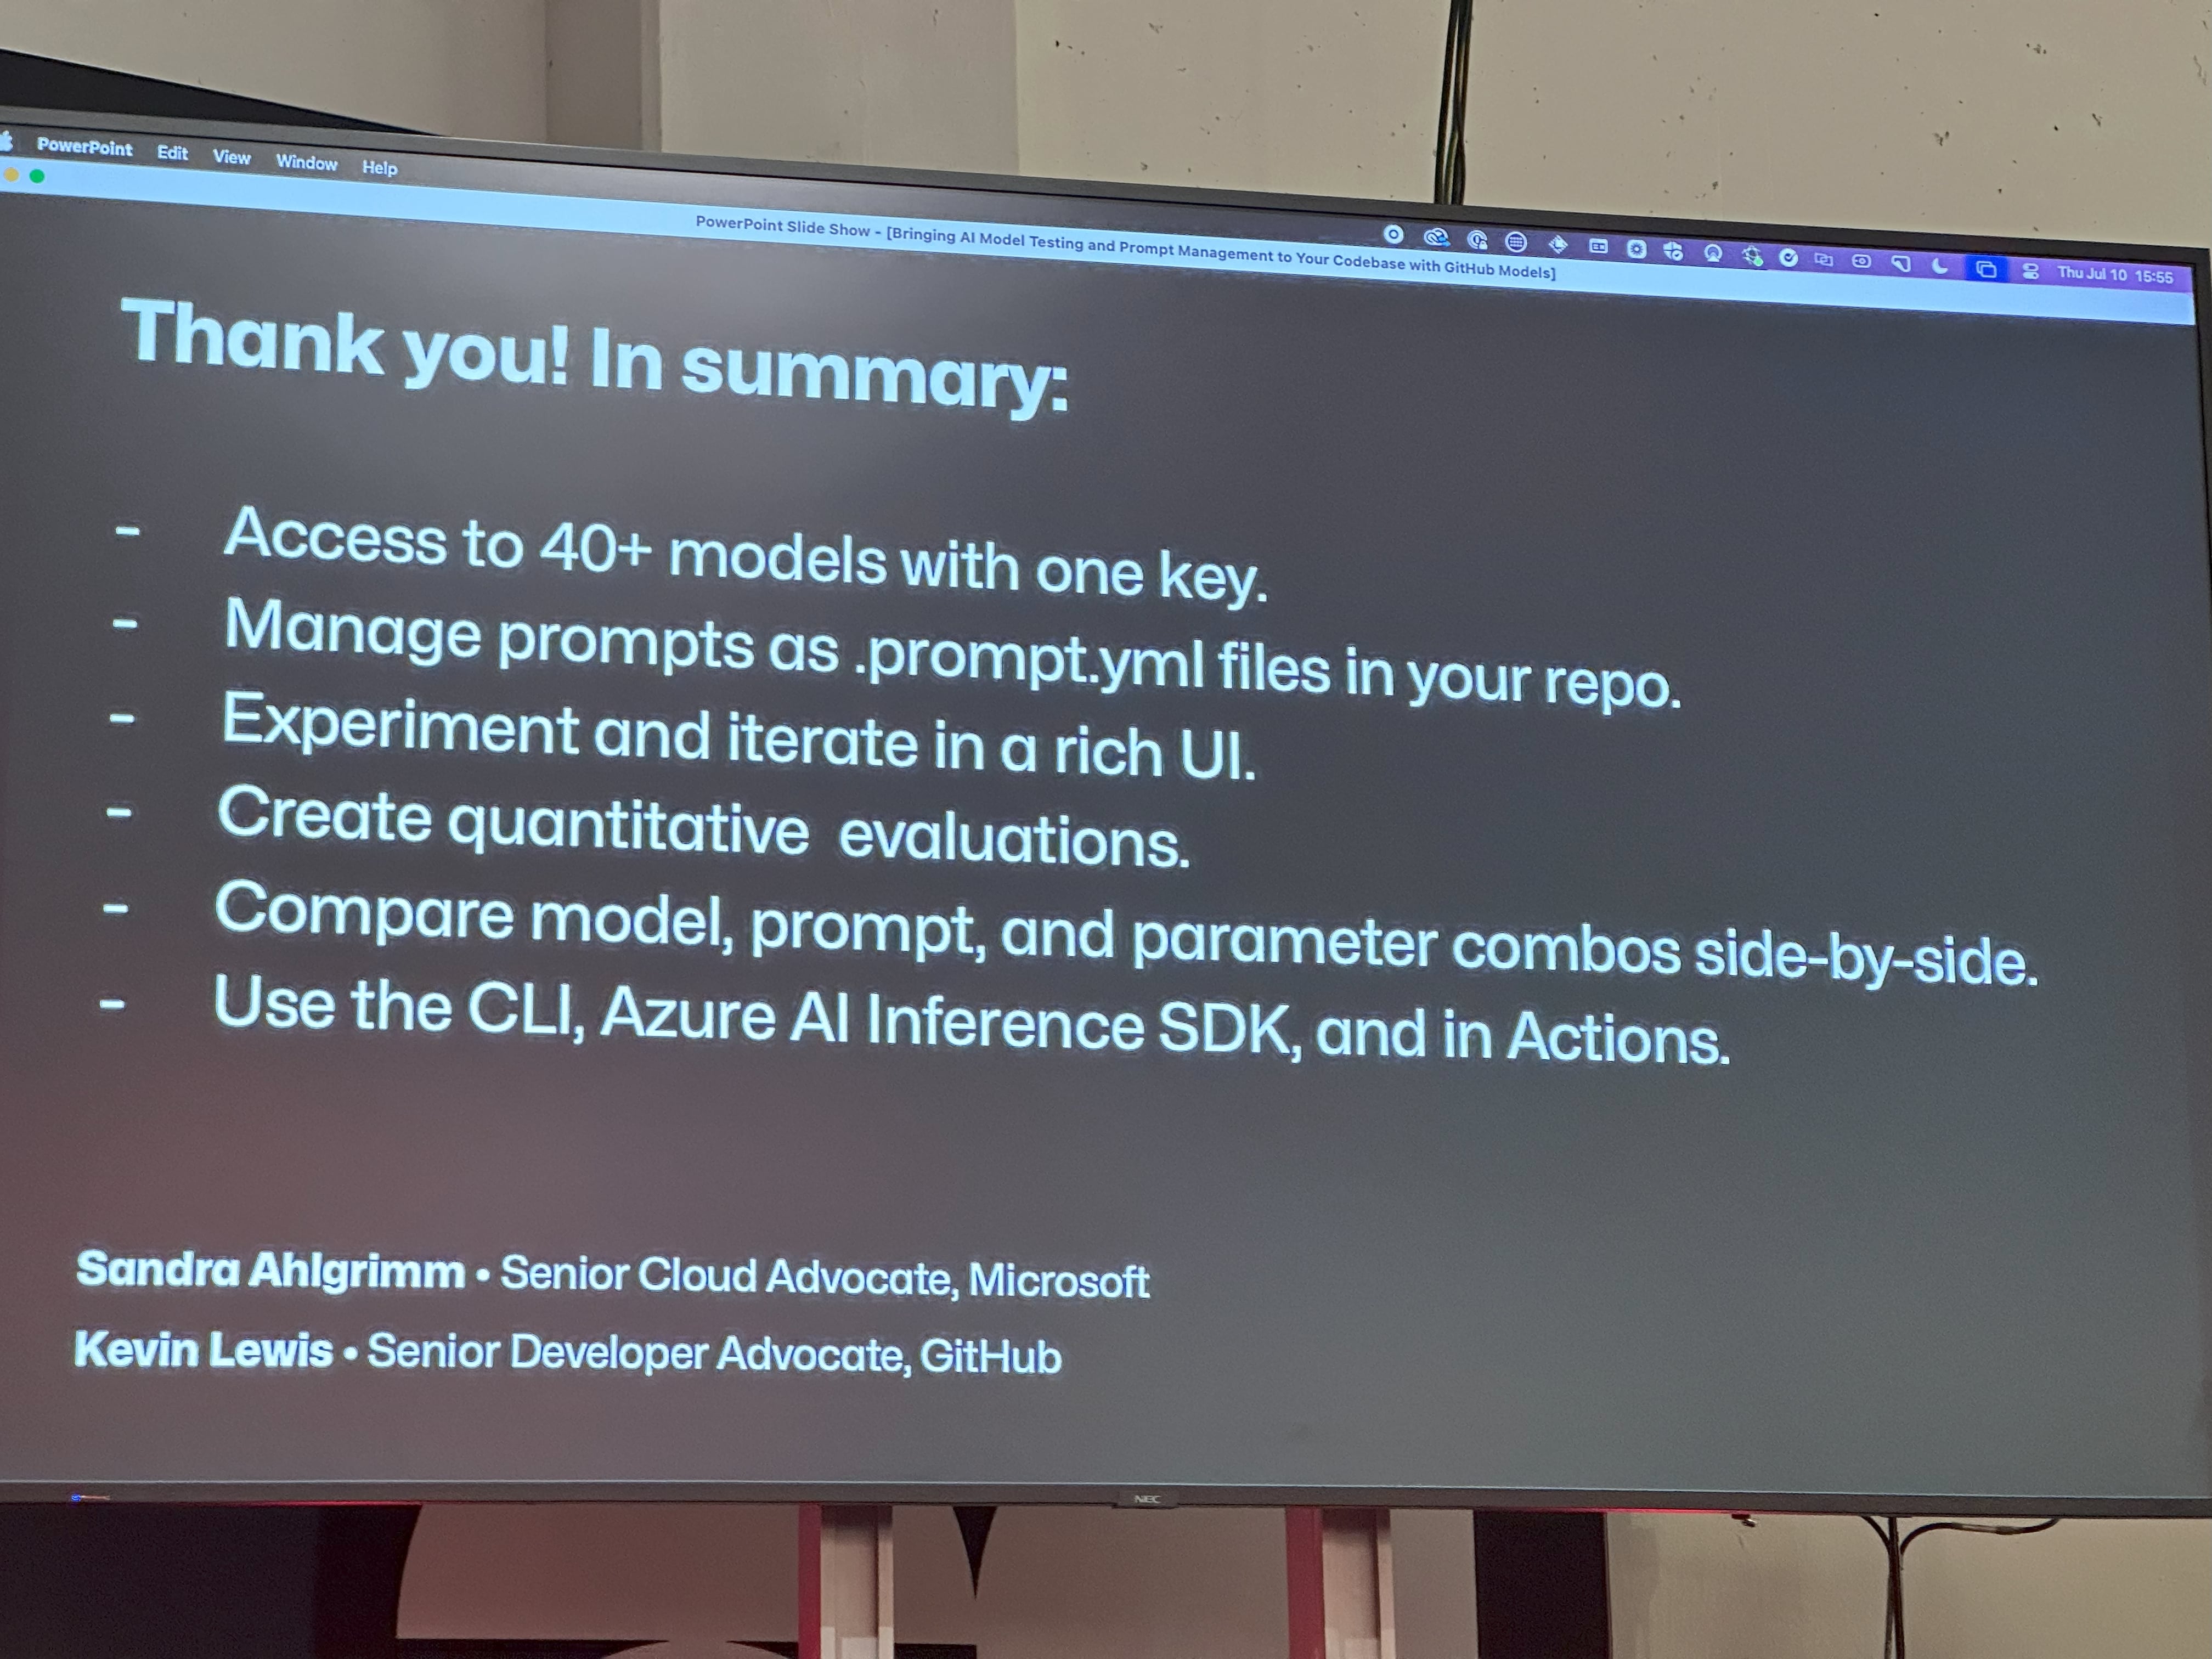 PowerPoint Edit View Window Help
Thu Jul 10 15:55
PowerPoint Slide Show - [Bringing AI Model Testing and Prompt Management to Your Codebase with GitHub Models]
Thank you! In summary:
- Access to 40+ models with one key.
- Manage prompts as .prompt.yml files in your repo.
- Experiment and iterate in a rich UI.
- Create quantitative  evaluations.
- Compare model, prompt, and parameter combos side-by-side.
- Use the CLI, Azure AI Inference SDK, and in Actions.
Sandra Ahlgrimm • Senior Cloud Advocate, Microsoft
Kevin Lewis • Senior Developer Advocate, GitHub
NEC